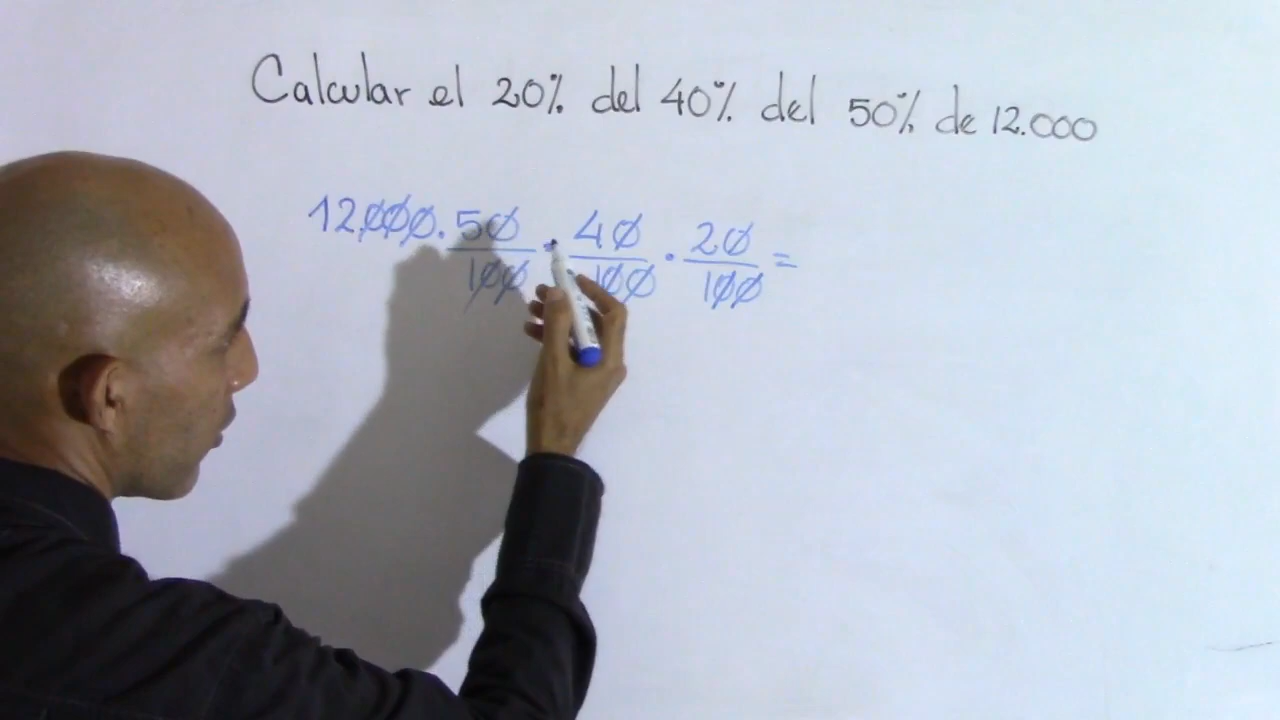 Calcular el 20% del 40% del 50% de 12.000
12.000 . 50/100 . 40/100 . 20/100 =